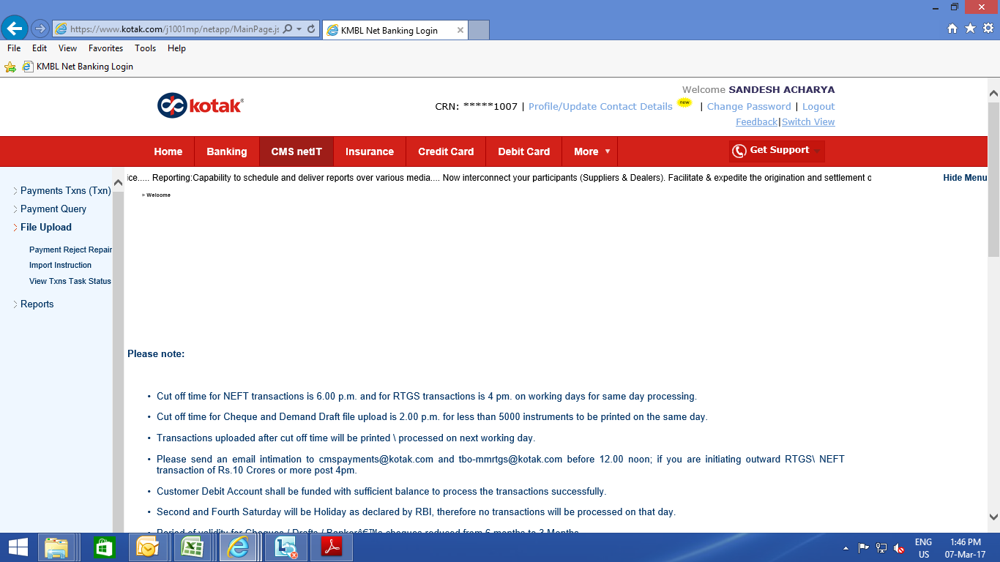 https://www.kotak.com/j1001mp/netapp/MainPage.js
KMBL Net Banking Login
File Edit View Favorites Tools Help
KMBL Net Banking Login
kotak®
Welcome SANDESH ACHARYA
CRN: *****1007 | Profile/Update Contact Details new | Change Password | Logout
Feedback|Switch View
Home Banking CMS netIT Insurance Credit Card Debit Card More Get Support
ice..... Reporting:Capability to schedule and deliver reports over various media.... Now interconnect your participants (Suppliers & Dealers). Facilitate & expedite the origination and settlement o
Hide Menu
> Welcome
Payments Txns (Txn)
Payment Query
File Upload
Payment Reject Repair
Import Instruction
View Txns Task Status
Reports
Please note:
• Cut off time for NEFT transactions is 6.00 p.m. and for RTGS transactions is 4 pm. on working days for same day processing.
• Cut off time for Cheque and Demand Draft file upload is 2.00 p.m. for less than 5000 instruments to be printed on the same day.
• Transactions uploaded after cut off time will be printed \ processed on next working day.
• Please send an email intimation to cmspayments@kotak.com and tbo-mmrtgs@kotak.com before 12.00 noon; if you are initiating outward RTGS\ NEFT
transaction of Rs.10 Crores or more post 4pm.
• Customer Debit Account shall be funded with sufficient balance to process the transactions successfully.
• Second and Fourth Saturday will be Holiday as declared by RBI, therefore no transactions will be processed on that day.
• Period of validity for Cheques / Drafts / Bankerâ€™s cheques reduced from 6 months to 3 Months.
ENG
US
1:46 PM
07-Mar-17